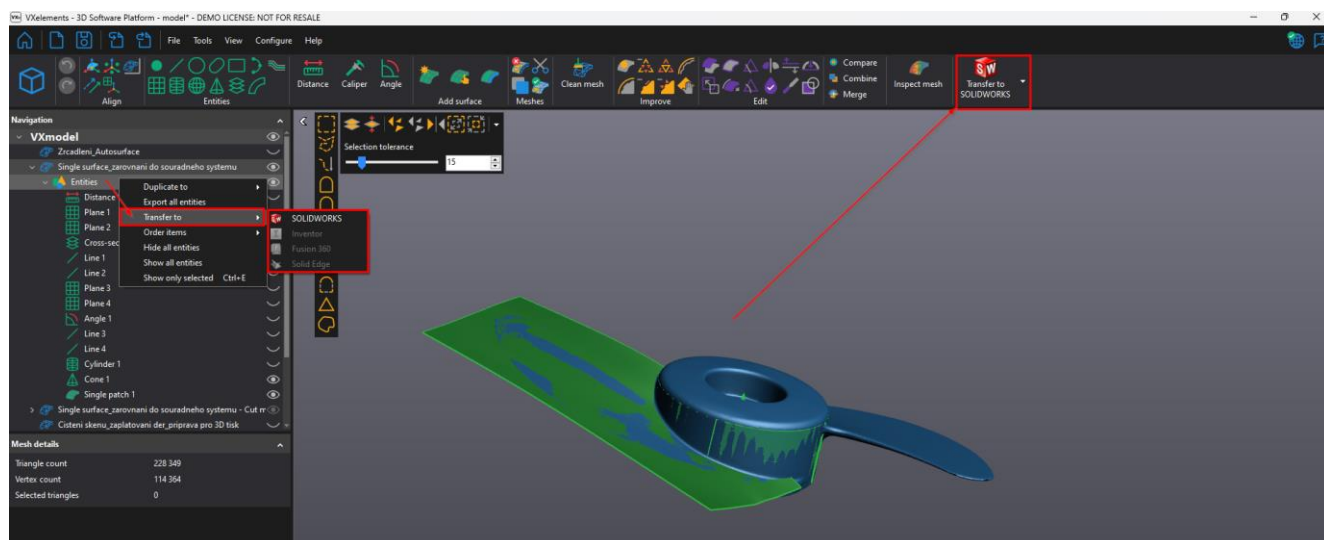 VXelements - 3D Software Platform - model* - DEMO LICENSE: NOT FOR RESALE
File Tools View Configure Help
Align
Entities
Distance
Caliper
Angle
Add surface
Meshes
Clean mesh
Improve
Edit
Compare
Combine
Merge
Inspect mesh
Transfer to
SOLIDWORKS
Navigation
VXmodel
Zrcadleni_Autosurface
Single surface_zarovnani do souradneho systemu
Entities
Distance
Plane 1
Plane 2
Cross-sec
Line 1
Line 2
Plane 3
Plane 4
Angle 1
Line 3
Line 4
Cylinder 1
Cone 1
Single patch 1
Single surface_zarovnani do souradneho systemu - Cut m
Cisteni skenu_zaplatovani der_priprava pro 3D tisk
Duplicate to
Export all entities
Transfer to
Order items
Hide all entities
Show all entities
Show only selected Ctrl+E
SOLIDWORKS
Inventor
Fusion 360
Solid Edge
Selection tolerance
15
Mesh details
Triangle count 228 349
Vertex count 114 364
Selected triangles 0